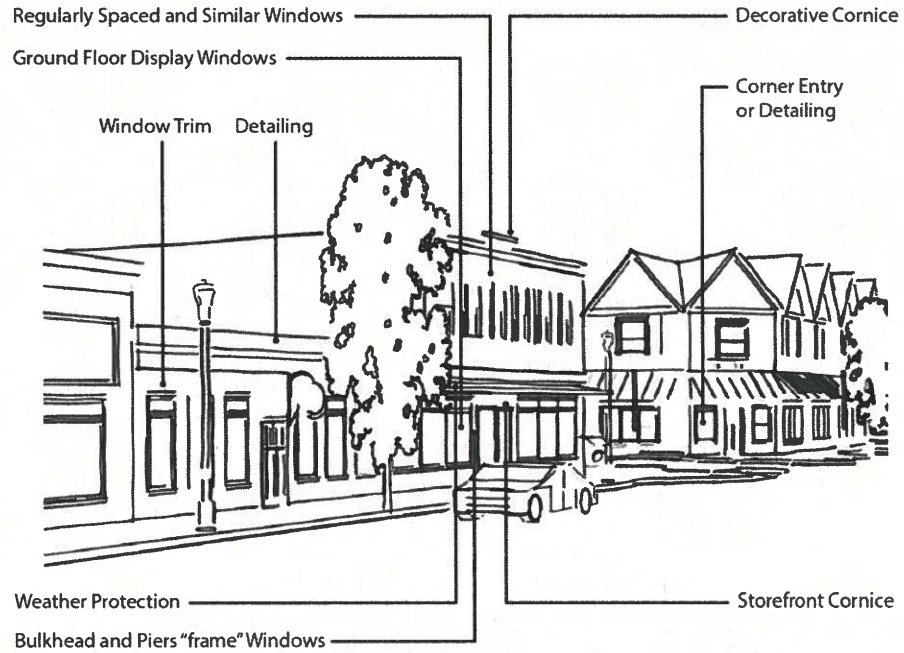 Regularly Spaced and Similar Windows
Decorative Cornice
Ground Floor Display Windows
Corner Entry
or Detailing
Window Trim
Detailing
Weather Protection
Storefront Cornice
Bulkhead and Piers “frame” Windows